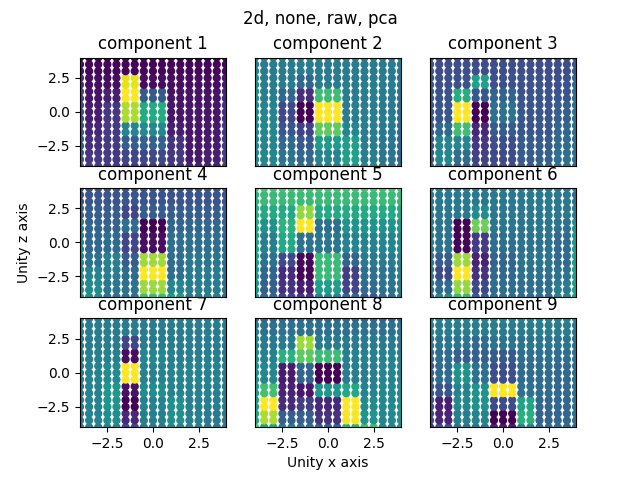 2d, none, raw, pca
component 1
component 2
component 3
2.5
0.0
−2.5
component 4
component 5
component 6
2.5
0.0
−2.5
component 7
component 8
component 9
2.5
0.0
−2.5
−2.5 0.0 2.5
−2.5 0.0 2.5
−2.5 0.0 2.5
Unity z axis
Unity x axis